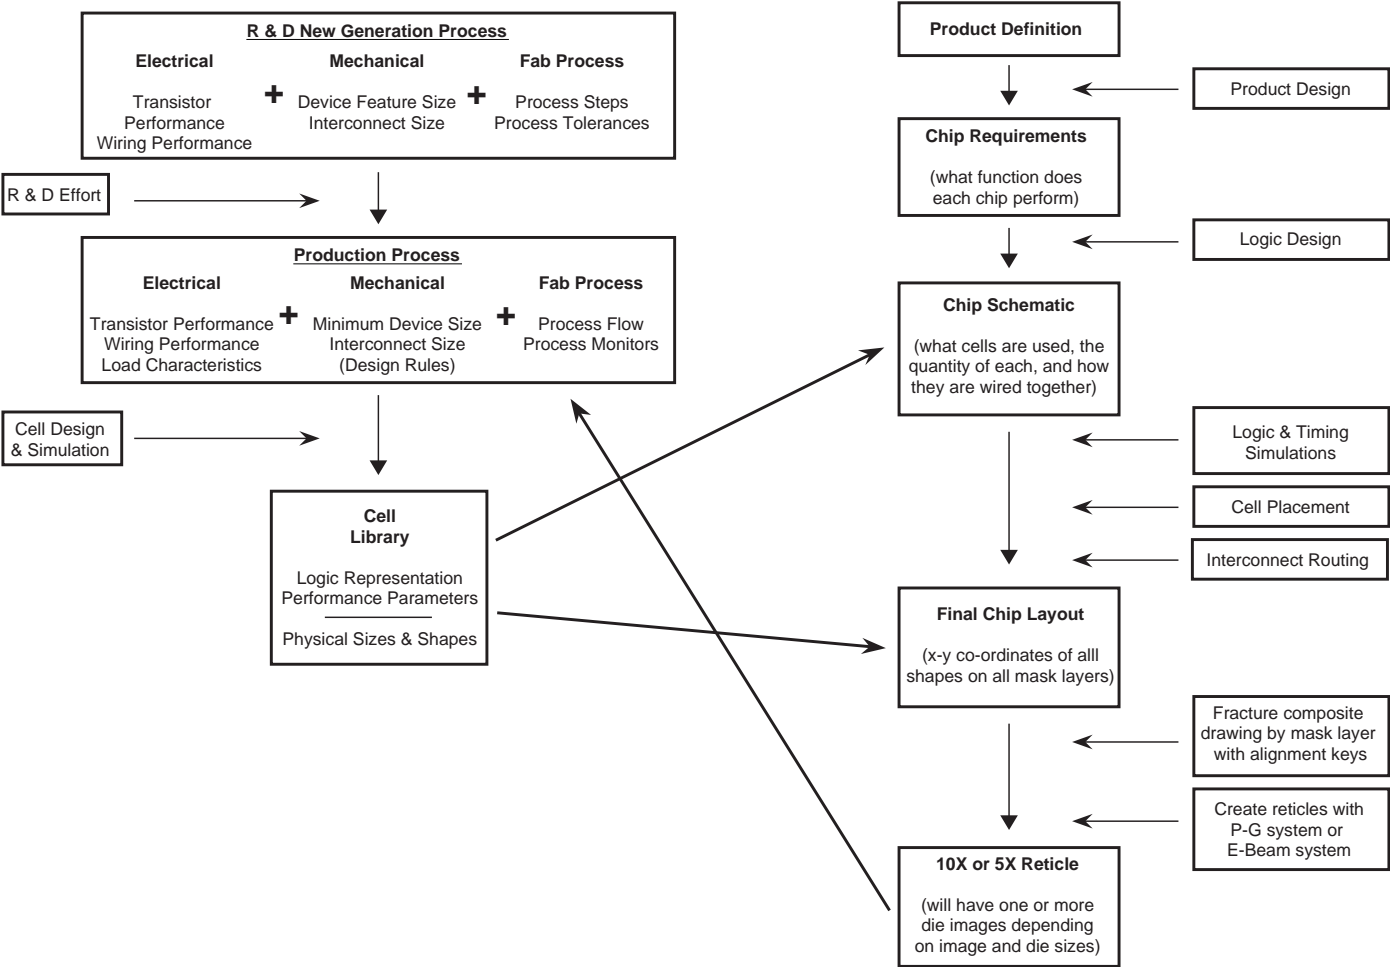 R & D New Generation Process
Electrical
Transistor
Performance
Wiring Performance
+
Mechanical
Device Feature Size
Interconnect Size
+
Fab Process
Process Steps
Process Tolerances
R & D Effort
Production Process
Electrical
Transistor Performance
Wiring Performance
Load Characteristics
+
Mechanical
Minimum Device Size
Interconnect Size
(Design Rules)
+
Fab Process
Process Flow
Process Monitors
Cell Design
& Simulation
Cell
Library
Logic Representation
Performance Parameters
Physical Sizes & Shapes
Product Definition
Product Design
Chip Requirements
(what function does
each chip perform)
Logic Design
Chip Schematic
(what cells are used, the
quantity of each, and how
they are wired together)
Logic & Timing
Simulations
Cell Placement
Interconnect Routing
Final Chip Layout
(x-y co-ordinates of alll
shapes on all mask layers)
Fracture composite
drawing by mask layer
with alignment keys
Create reticles with
P-G system or
E-Beam system
10X or 5X Reticle
(will have one or more
die images depending
on image and die sizes)